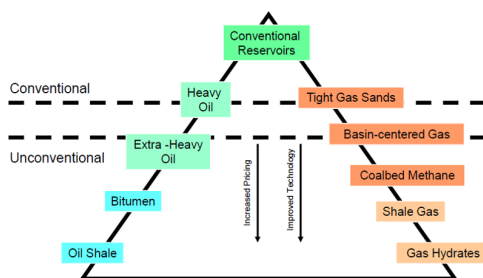 Conventional
Reservoirs
Conventional
Heavy
Oil
Tight Gas Sands
Basin-centered Gas
Unconventional
Extra -Heavy
Oil
Increased Pricing
Improved Technology
Coalbed Methane
Bitumen
Shale Gas
Oil Shale
Gas Hydrates